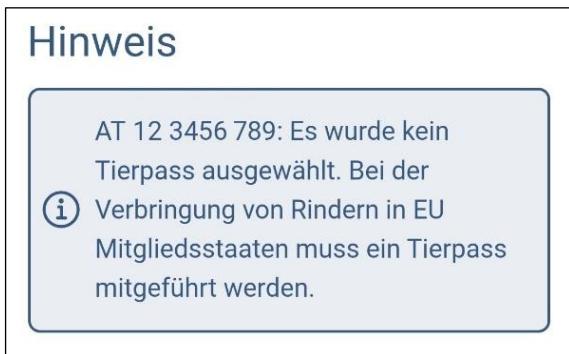 Hinweis
AT 12 3456 789: Es wurde kein
Tierpass ausgewählt. Bei der
Verbringung von Rindern in EU
Mitgliedsstaaten muss ein Tierpass
mitgeführt werden.